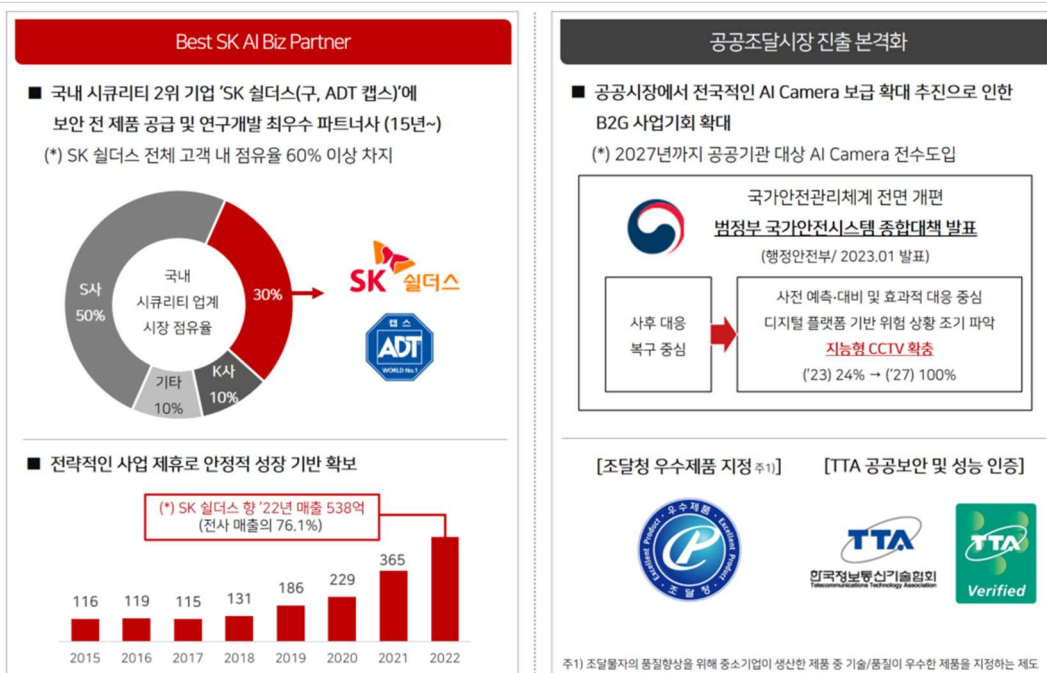 Best SK AI Biz Partner
■ 국내 시큐리티 2위 기업 'SK 쉴더스(구, ADT 캡스)'에
보안 전 제품 공급 및 연구개발 최우수 파트너사 (15년~)
(*) SK 쉴더스 전체 고객 내 점유율 60% 이상 차지
국내
시큐리티 업계
시장 점유율
S사
50%
30%
K사
10%
기타
10%
SK 쉴더스
캡스
ADT
WORLD No.1
■ 전략적인 사업 제휴로 안정적 성장 기반 확보
(*) SK 쉴더스 향 '22년 매출 538억
(전사 매출의 76.1%)
116 119 115 131 186 229 365
2015 2016 2017 2018 2019 2020 2021 2022
공공조달시장 진출 본격화
■ 공공시장에서 전국적인 AI Camera 보급 확대 추진으로 인한
B2G 사업기회 확대
(*) 2027년까지 공공기관 대상 AI Camera 전수도입
국가안전관리체계 전면 개편
범정부 국가안전시스템 종합대책 발표
(행정안전부/ 2023.01 발표)
사후 대응
복구 중심
사전 예측·대비 및 효과적 대응 중심
디지털 플랫폼 기반 위험 상황 조기 파악
지능형 CCTV 확충
('23) 24% → ('27) 100%
[조달청 우수제품 지정 주1)] [TTA 공공보안 및 성능 인증]
Excellent Product · 우수제품 · Excellent Product
조달청
TTA
한국정보통신기술협회
Telecommunications Technology Association
TTA
Verified
주1) 조달물자의 품질향상을 위해 중소기업이 생산한 제품 중 기술/품질이 우수한 제품을 지정하는 제도